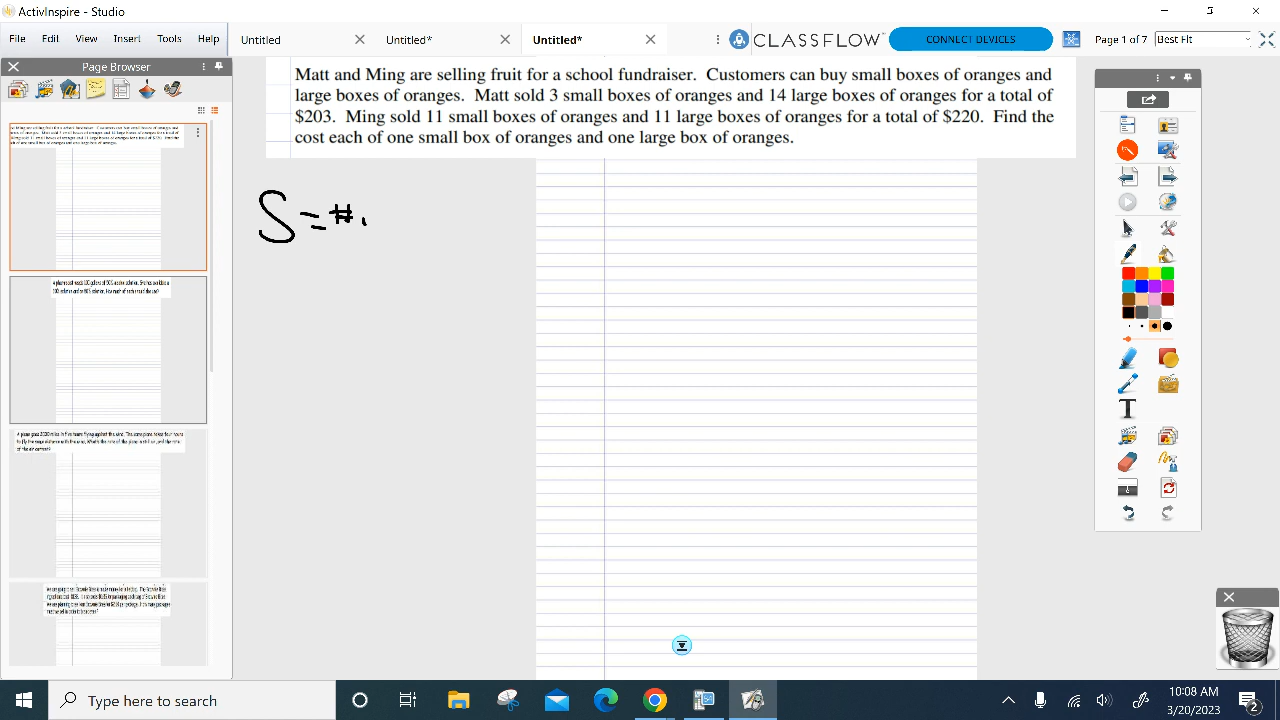 ActivInspire - Studio
File Edit View Insert Tools Help
Untitled
Untitled*
Untitled*
CLASSFLOW
CONNECT DEVICES
Page 1 of 7
Best Fit
Page Browser
Matt and Ming are selling fruit for a school fundraiser. Customers can buy small boxes of oranges and
large boxes of oranges. Matt sold 3 small boxes of oranges and 14 large boxes of oranges for a total of
$203. Ming sold 11 small boxes of oranges and 11 large boxes of oranges for a total of $220. Find the
cost each of one small box of oranges and one large box of oranges.
S = #
T
Type here to search
10:08 AM
3/20/2023
2